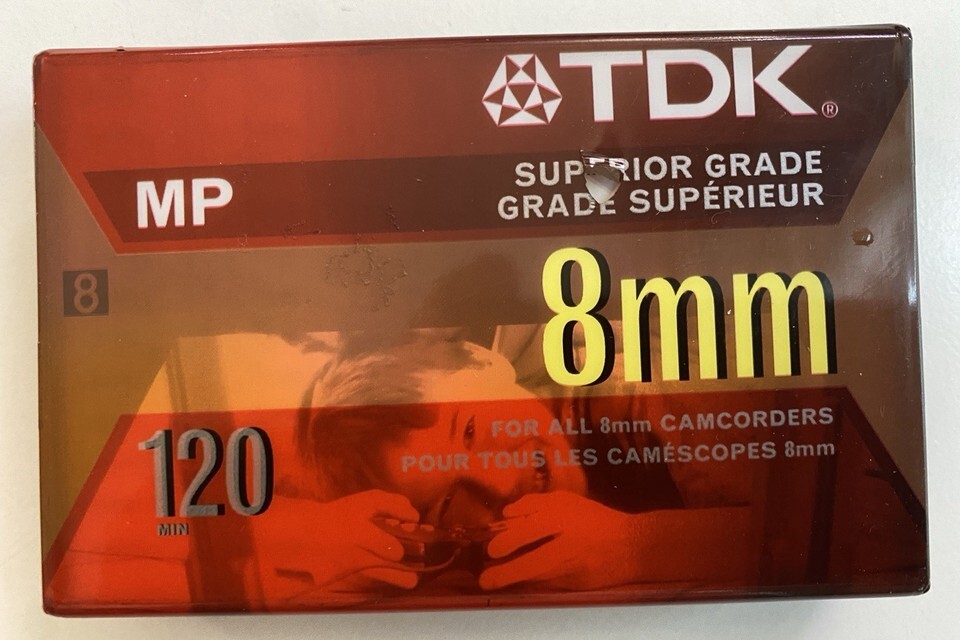 TDK®
SUPERIOR GRADE
GRADE SUPÉRIEUR
MP
8
8mm
FOR ALL 8mm CAMCORDERS
POUR TOUS LES CAMÉSCOPES 8mm
120
MIN